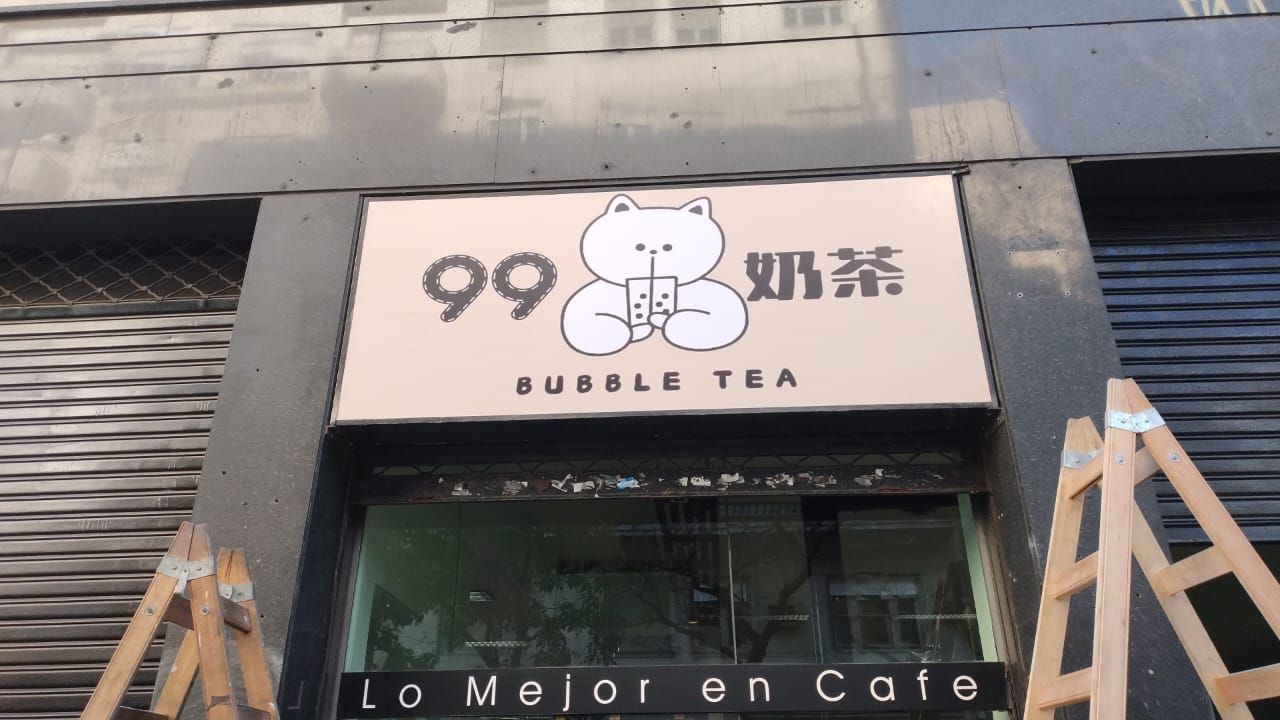 99 奶茶
BUBBLE TEA
Lo Mejor en Cafe